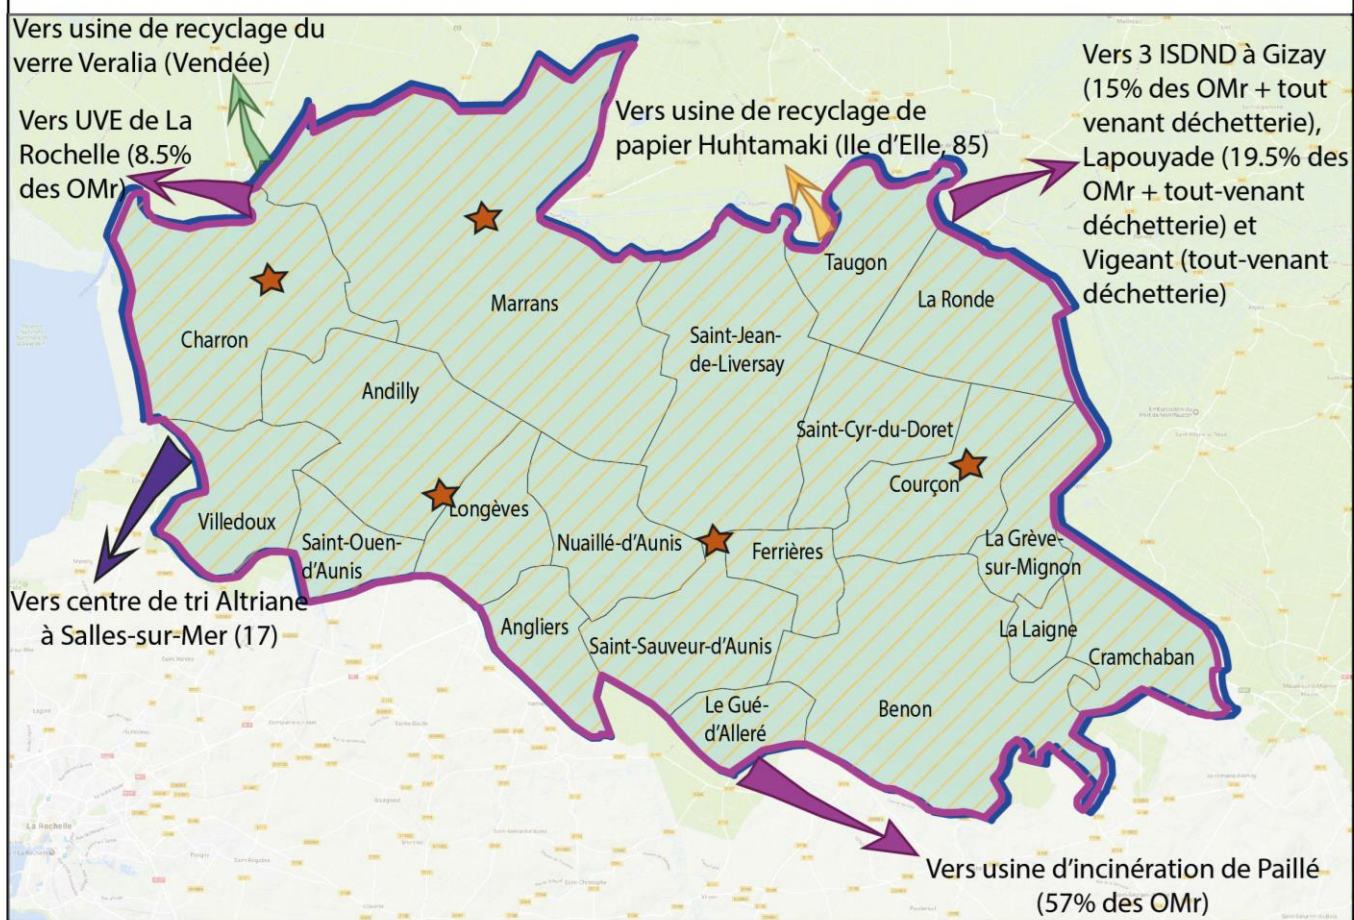 Vers usine de recyclage du
verre Veralia (Vendée)
Vers UVE de La
Rochelle (8.5%
des OMr)
Vers usine de recyclage de
papier Huhtamaki (Ile d'Elle, 85)
Vers 3 ISDND à Gizay
(15% des OMr + tout
venant déchetterie),
Lapouyade (19.5% des
OMr + tout-venant
déchetterie) et
Vigeant (tout-venant
déchetterie)
Taugon
La Ronde
Marrans
Charron
Saint-Jean-
de-Liversay
Andilly
Saint-Cyr-du-Doret
Courçon
Villedoux
Longèves
Saint-Ouen-
d'Aunis
Nuaillé-d'Aunis
Ferrières
La Grève-
sur-Mignon
Vers centre de tri Altriane
à Salles-sur-Mer (17)
Angliers
Saint-Sauveur-d'Aunis
La Laigne
Cramchaban
Le Gué-
d'Alleré
Benon
La Rochelle
Vers usine d'incinération de Paillé
(57% des OMr)